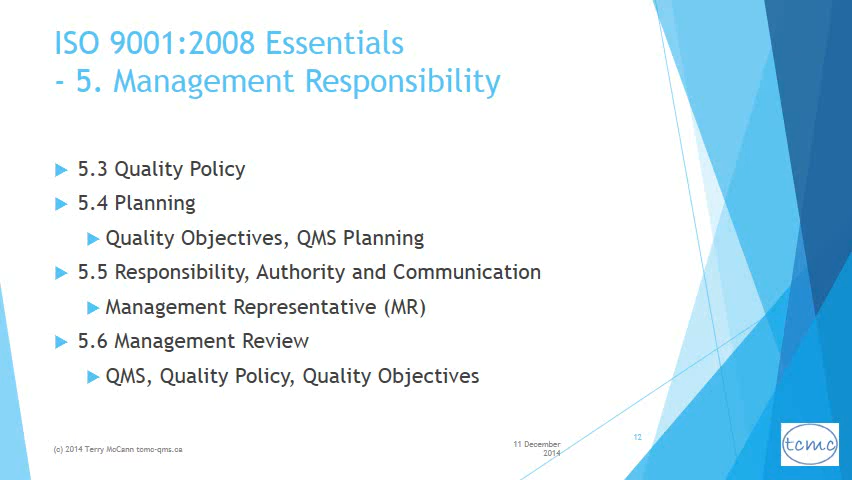 ISO 9001:2008 Essentials
- 5. Management Responsibility
5.3 Quality Policy
5.4 Planning
Quality Objectives, QMS Planning
5.5 Responsibility, Authority and Communication
Management Representative (MR)
5.6 Management Review
QMS, Quality Policy, Quality Objectives
(c) 2014 Terry McCann tcmc-qms.ca
11 December
2014
12
tcmc